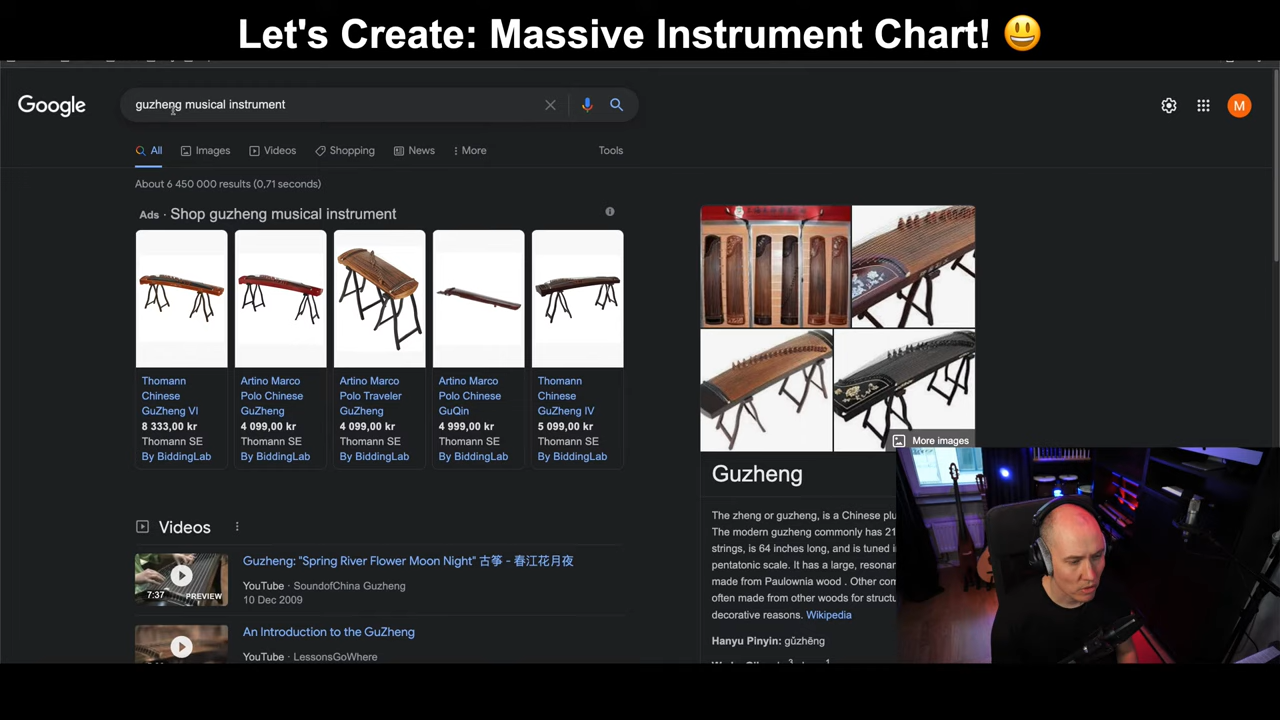 Let's Create: Massive Instrument Chart! 😃
Google
guzheng musical instrument
All
Images
Videos
Shopping
News
More
Tools
M
About 6 450 000 results (0,71 seconds)
Ads · Shop guzheng musical instrument
Thomann
Chinese
GuZheng VI
8 333,00 kr
Thomann SE
By BiddingLab
Artino Marco
Polo Chinese
GuZheng
4 099,00 kr
Thomann SE
By BiddingLab
Artino Marco
Polo Traveler
GuZheng
4 099,00 kr
Thomann SE
By BiddingLab
Artino Marco
Polo Chinese
GuQin
4 999,00 kr
Thomann SE
By BiddingLab
Thomann
Chinese
GuZheng IV
5 099,00 kr
Thomann SE
By BiddingLab
More images
Guzheng
The zheng or guzheng, is a Chinese
The modern guzheng commonly has 21
strings, is 64 inches long, and is tuned
pentatonic scale. It has a large,
made from Paulownia wood . Other
often made from other woods for
decorative reasons. Wikipedia
Hanyu Pinyin: gǔzhēng
Videos
7:37
PREVIEW
Guzheng: "Spring River Flower Moon Night" 古筝 - 春江花月夜
YouTube · SoundofChina Guzheng
10 Dec 2009
An Introduction to the GuZheng
YouTube · LessonsGoWhere